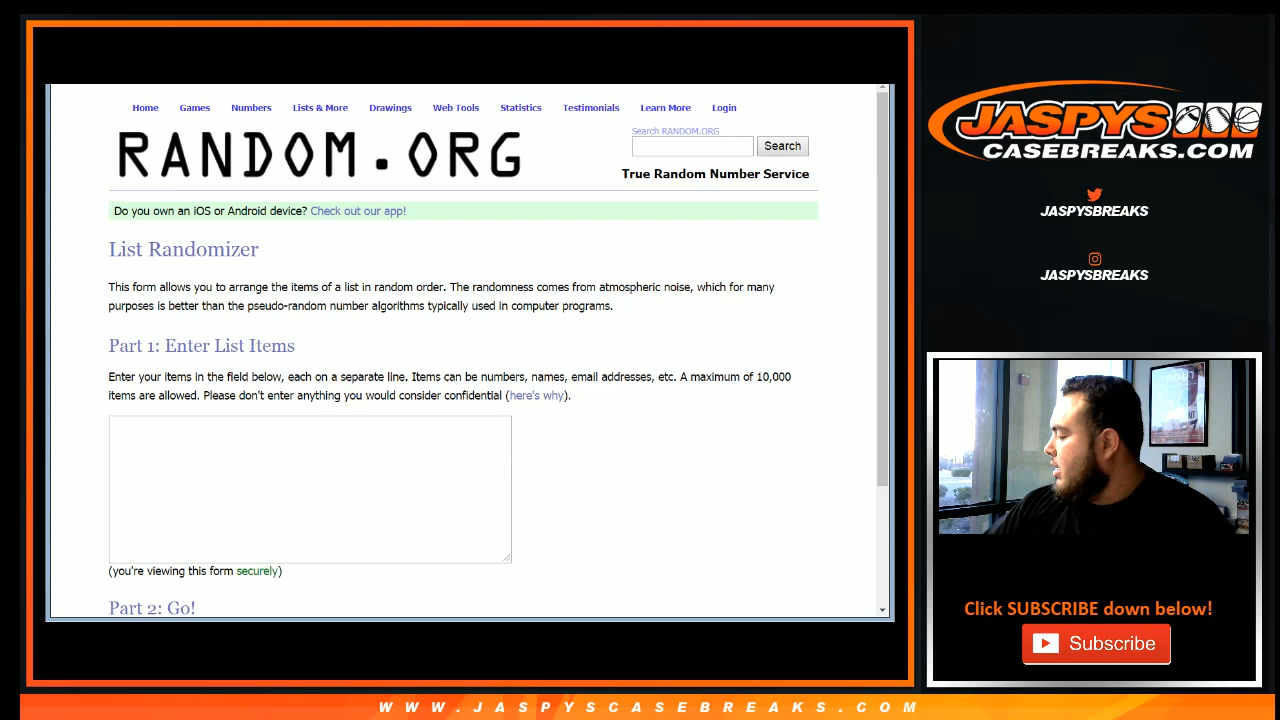 Home Games Numbers Lists & More Drawings Web Tools Statistics Testimonials Learn More Login
RANDOM.ORG
Search RANDOM.ORG
Search
True Random Number Service
Do you own an iOS or Android device? Check out our app!
List Randomizer
This form allows you to arrange the items of a list in random order. The randomness comes from atmospheric noise, which for many
purposes is better than the pseudo-random number algorithms typically used in computer programs.
Part 1: Enter List Items
Enter your items in the field below, each on a separate line. Items can be numbers, names, email addresses, etc. A maximum of 10,000
items are allowed. Please don't enter anything you would consider confidential (here's why).
(you're viewing this form securely)
Part 2: Go!
JASPYS
CASEBREAKS.COM
JASPYSBREAKS
JASPYSBREAKS
Click SUBSCRIBE down below!
Subscribe
WWW.JASPYSCASEBREAKS.COM